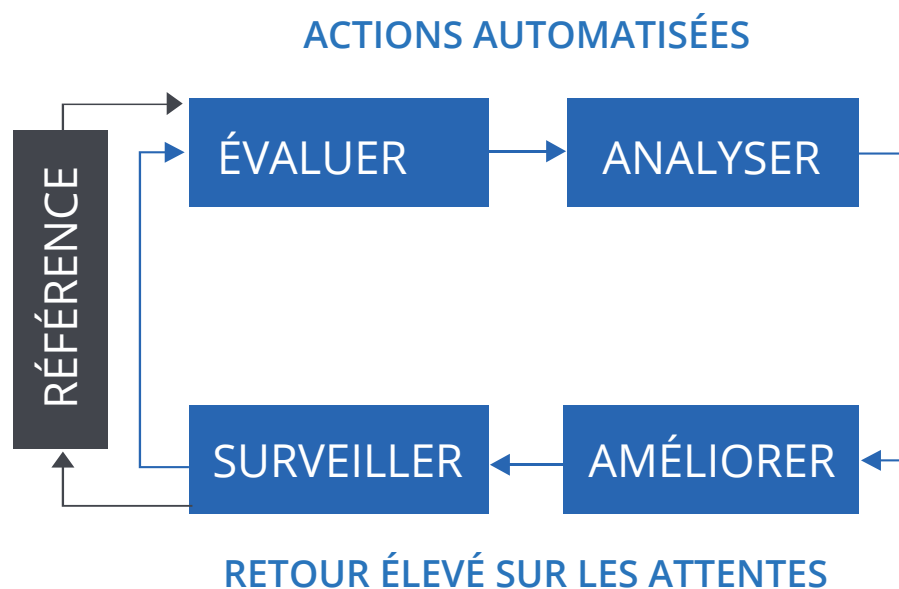 ACTIONS AUTOMATISÉES
ÉVALUER
ANALYSER
RÉFÉRENCE
SURVEILLER
AMÉLIORER
RETOUR ÉLEVÉ SUR LES ATTENTES